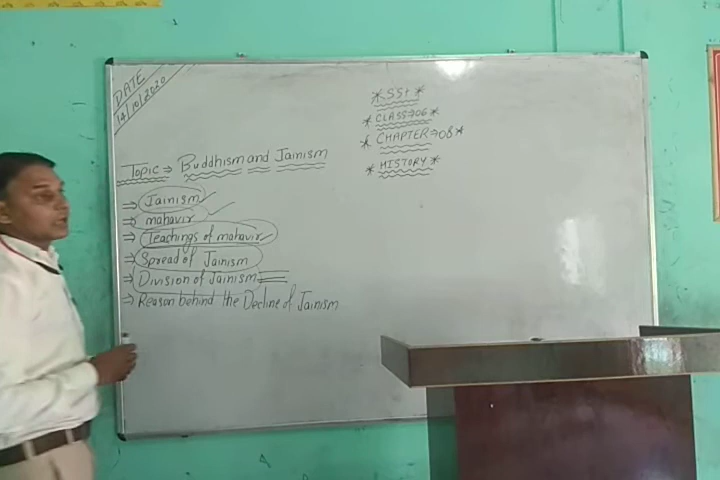 DATE
14/10/2020
*SSt*
* CLASS⇒06*
* CHAPTER⇒08*
* HISTORY*
Topic ⇒ Buddhism and Jainism
⇒ Jainism ✓
⇒ mahavir ✓
⇒ Teachings of mahavir ✓
⇒ Spread of Jainism
⇒ Division of Jainism
⇒ Reason behind the Decline of Jainism